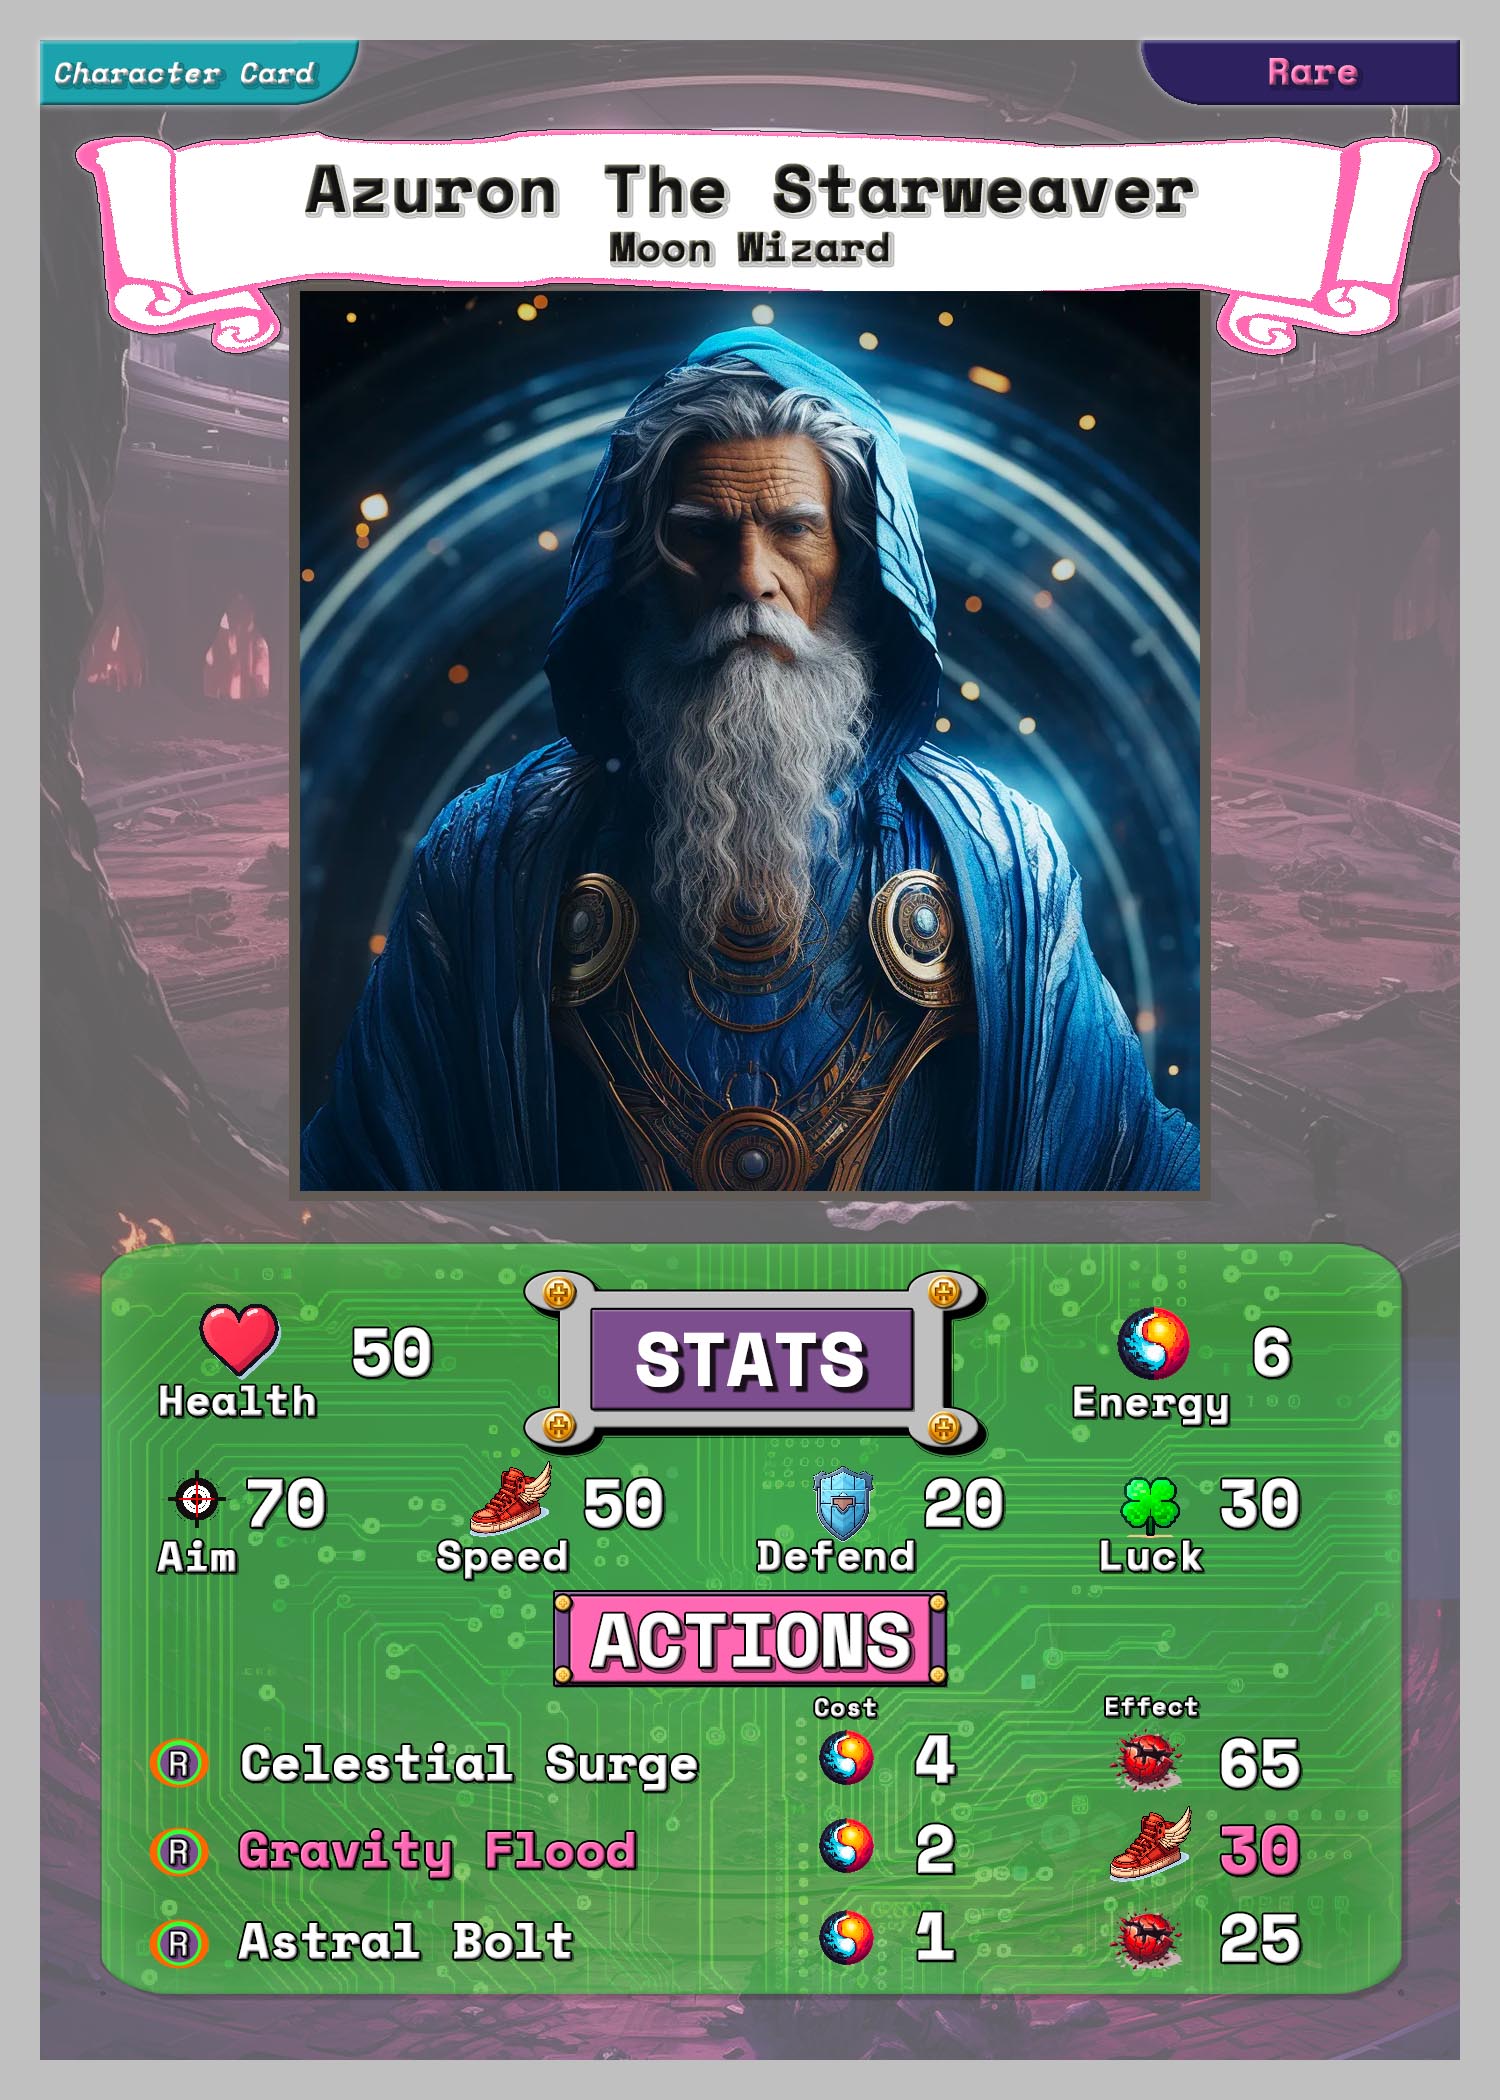 Character Card
Rare
Azuron The Starweaver
Moon Wizard
50
STATS
6
Health
Energy
70
50
20
30
Aim
Speed
Defend
Luck
ACTIONS
Cost
Effect
R Celestial Surge 4 65
R Gravity Flood 2 30
R Astral Bolt 1 25